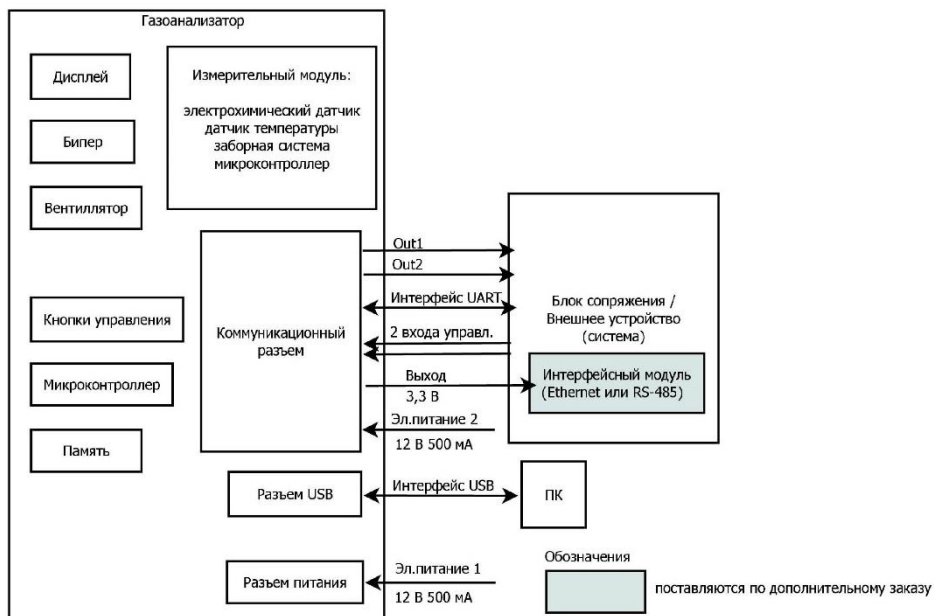 Газоанализатор
Дисплей
Бипер
Вентиллятор
Кнопки управления
Микроконтроллер
Память
Измерительный модуль:
электрохимический датчик
датчик температуры
заборная система
микроконтроллер
Коммуникационный
разъем
Out1
Out2
Интерфейс UART
2 входа управл.
Выход
3,3 В
Эл.питание 2
12 В 500 мА
Блок сопряжения /
Внешнее устройство
(система)
Интерфейсный модуль
(Ethernet или RS-485)
Разъем USB
Интерфейс USB
ПК
Разъем питания
Эл.питание 1
12 В 500 мА
Обозначения
поставляются по дополнительному заказу